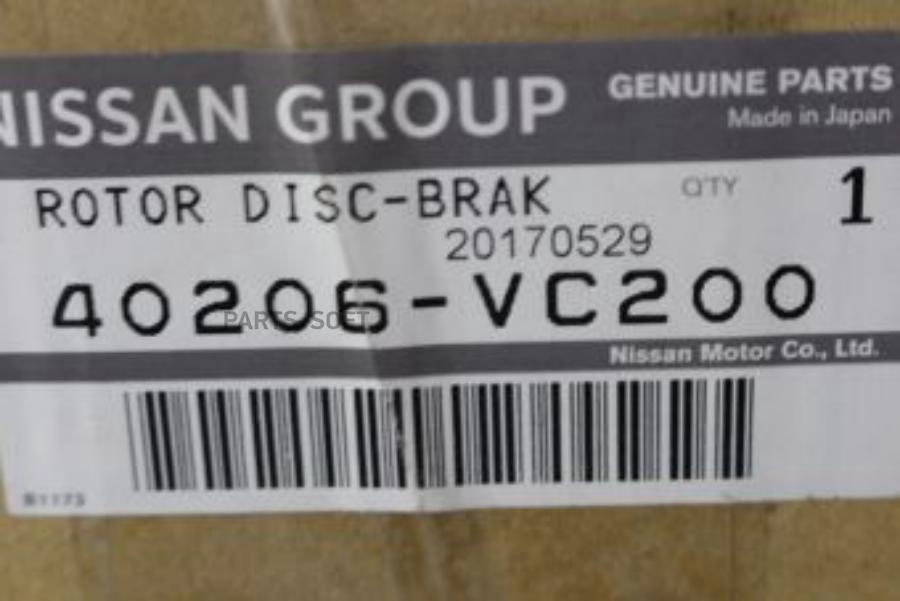 NISSAN GROUP
GENUINE PARTS
Made in Japan
ROTOR DISC-BRAK
Q'TY 1
20170529
40206-VC200
PARTS-SOFT
Nissan Motor Co., Ltd.
B1173